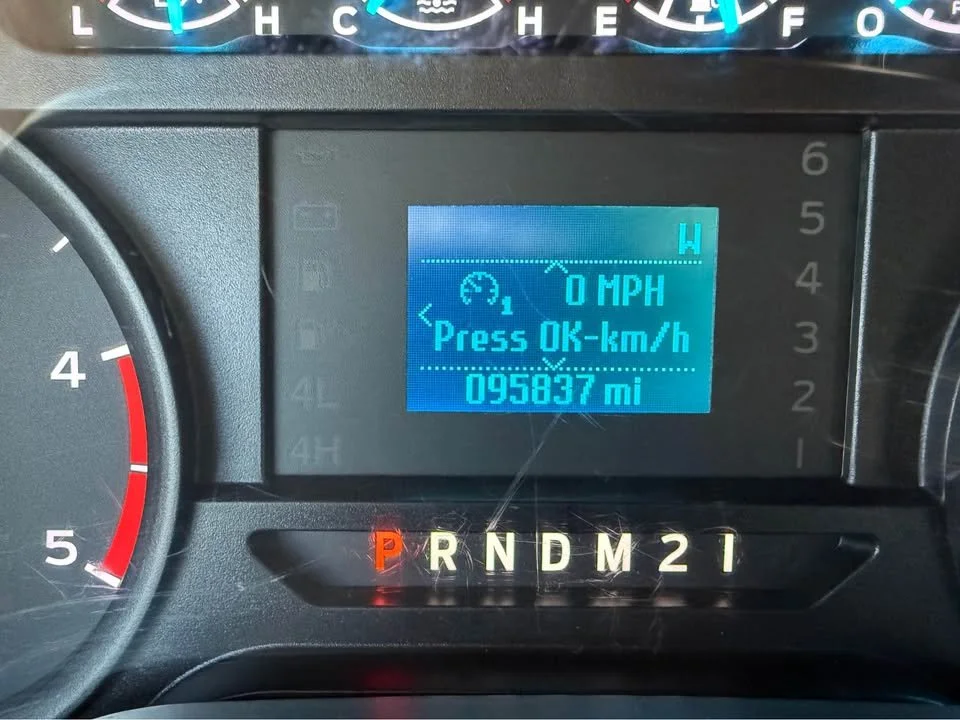 L H C H E F O
6
W
5
0 MPH
4
1
Press OK-km/h
3
4
095837 mi
4L
2
4H
1
5
P R N D M 2 1